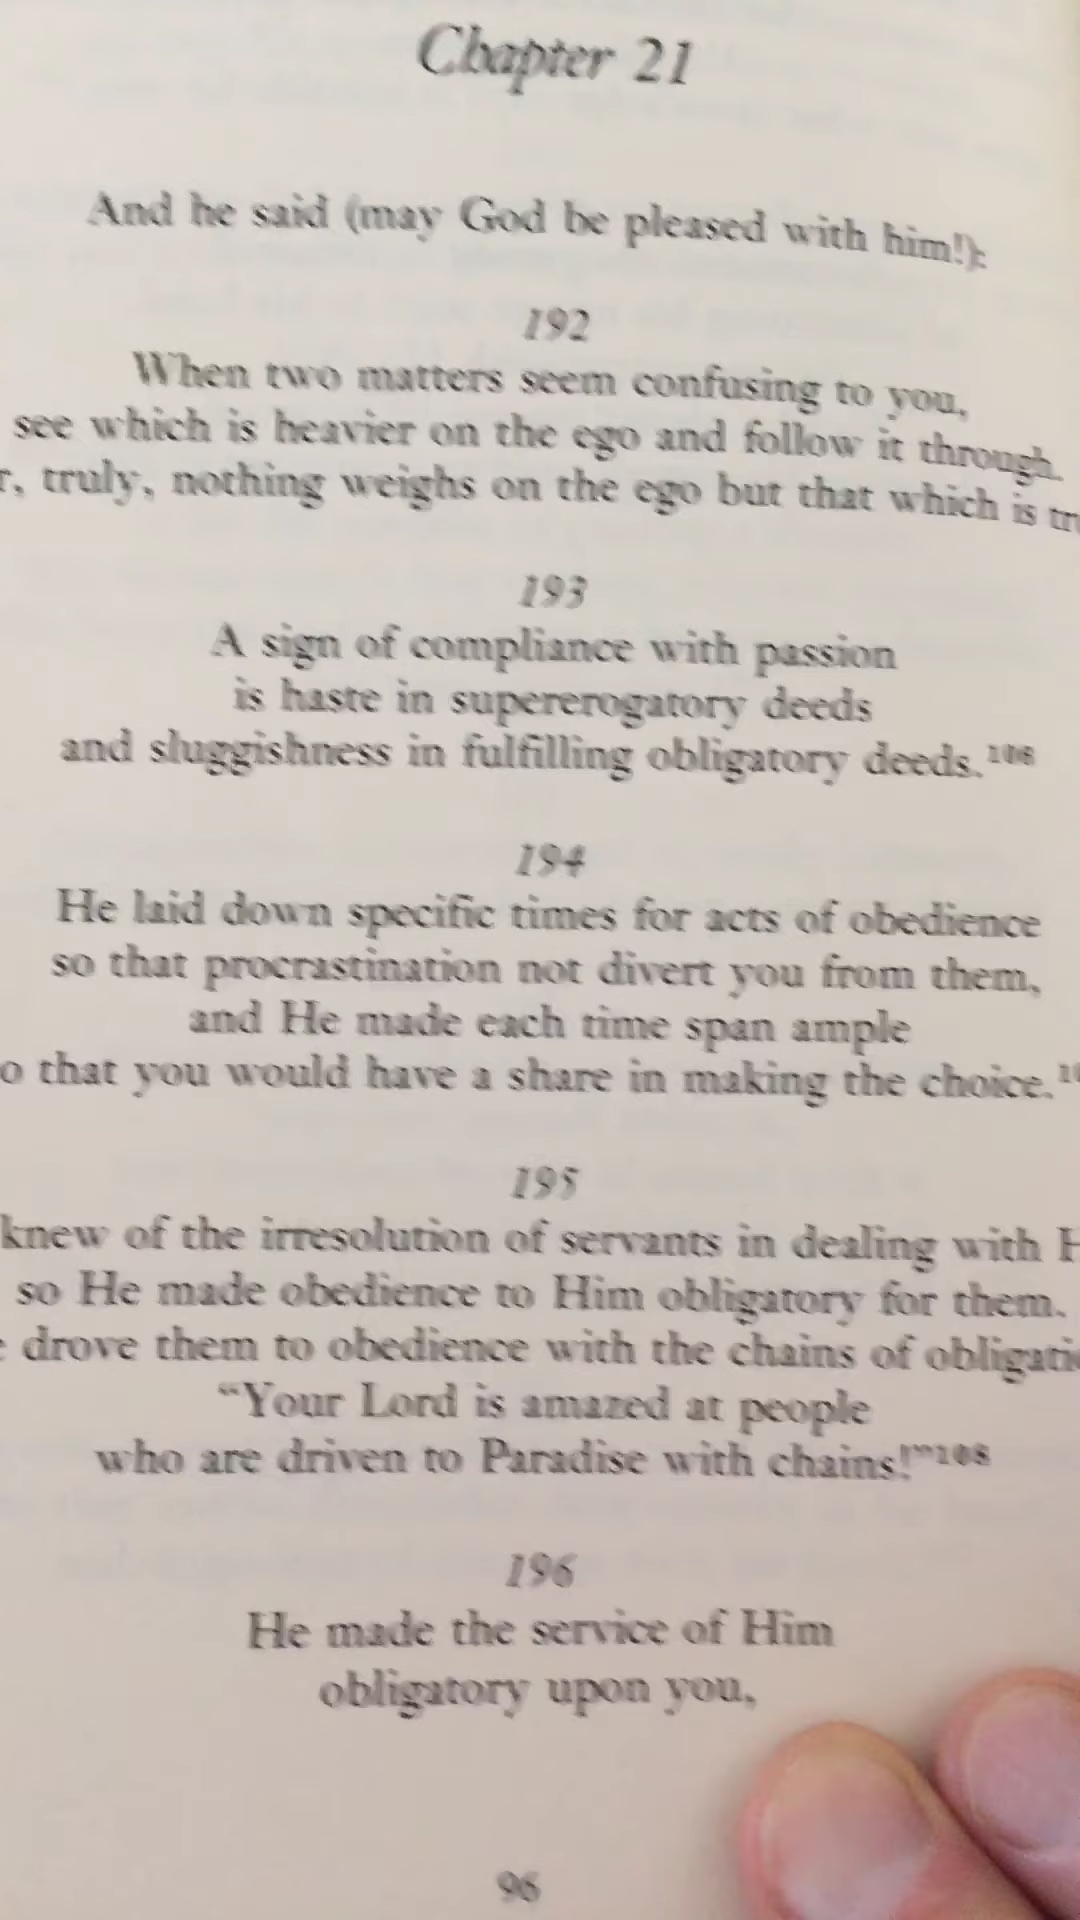 Chapter 21
And he said (may God be pleased with him!):
192
When two matters seem confusing to you,
see which is heavier on the ego and follow it through.
truly, nothing weighs on the ego but that which is
193
A sign of compliance with passion
is haste in supererogatory deeds
and sluggishness in fulfilling obligatory deeds.106
194
He laid down specific times for acts of obedience
so that procrastination not divert you from them,
and He made each time span ample
that you would have a share in making the choice.
195
knew of the irresolution of servants in dealing with
so He made obedience to Him obligatory for them.
drove them to obedience with the chains of
“Your Lord is amazed at people
who are driven to Paradise with chains!”108
196
He made the service of Him
obligatory upon you,
96